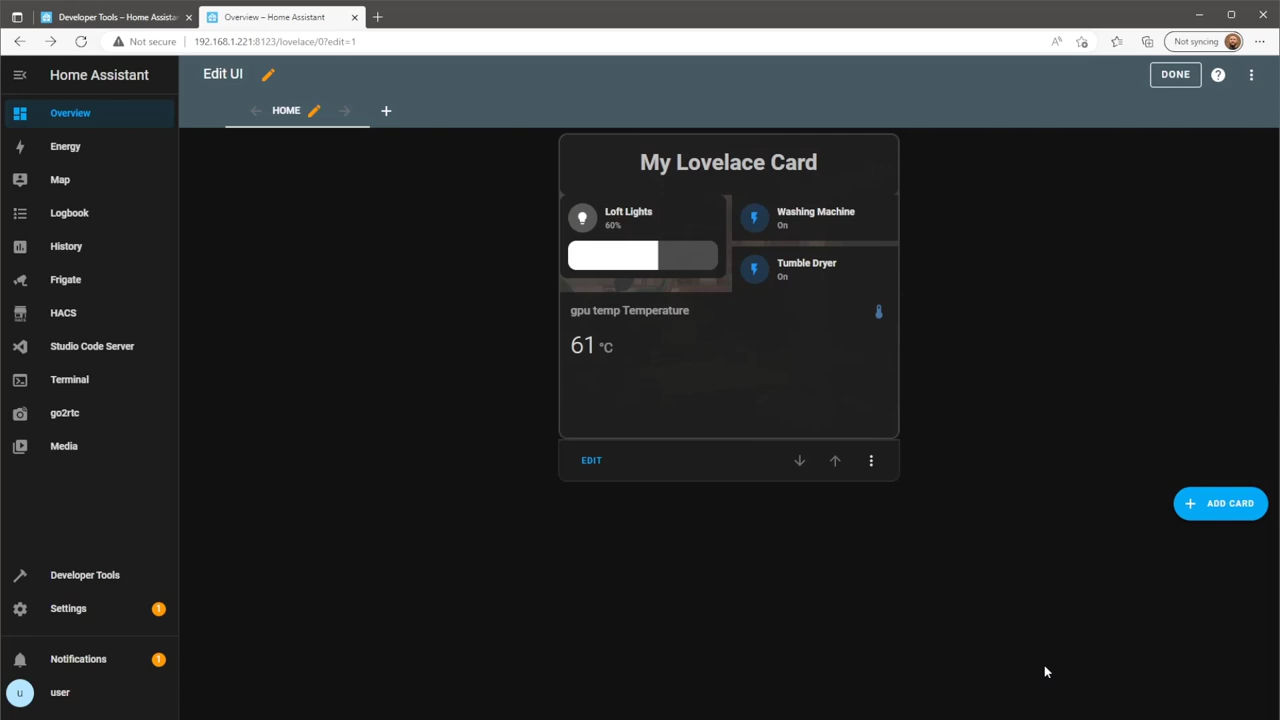 Developer Tools – Home Assistan
Overview – Home Assistant
Not secure
192.168.1.221:8123/lovelace/0?edit=1
Not syncing
Home Assistant
Overview
Energy
Map
Logbook
History
Frigate
HACS
HACS
Studio Code Server
Terminal
go2rtc
Media
Developer Tools
Settings
1
Notifications
1
u
user
Edit UI
DONE
HOME
My Lovelace Card
Loft Lights
60%
Washing Machine
On
Tumble Dryer
On
gpu temp Temperature
61 °C
EDIT
ADD CARD